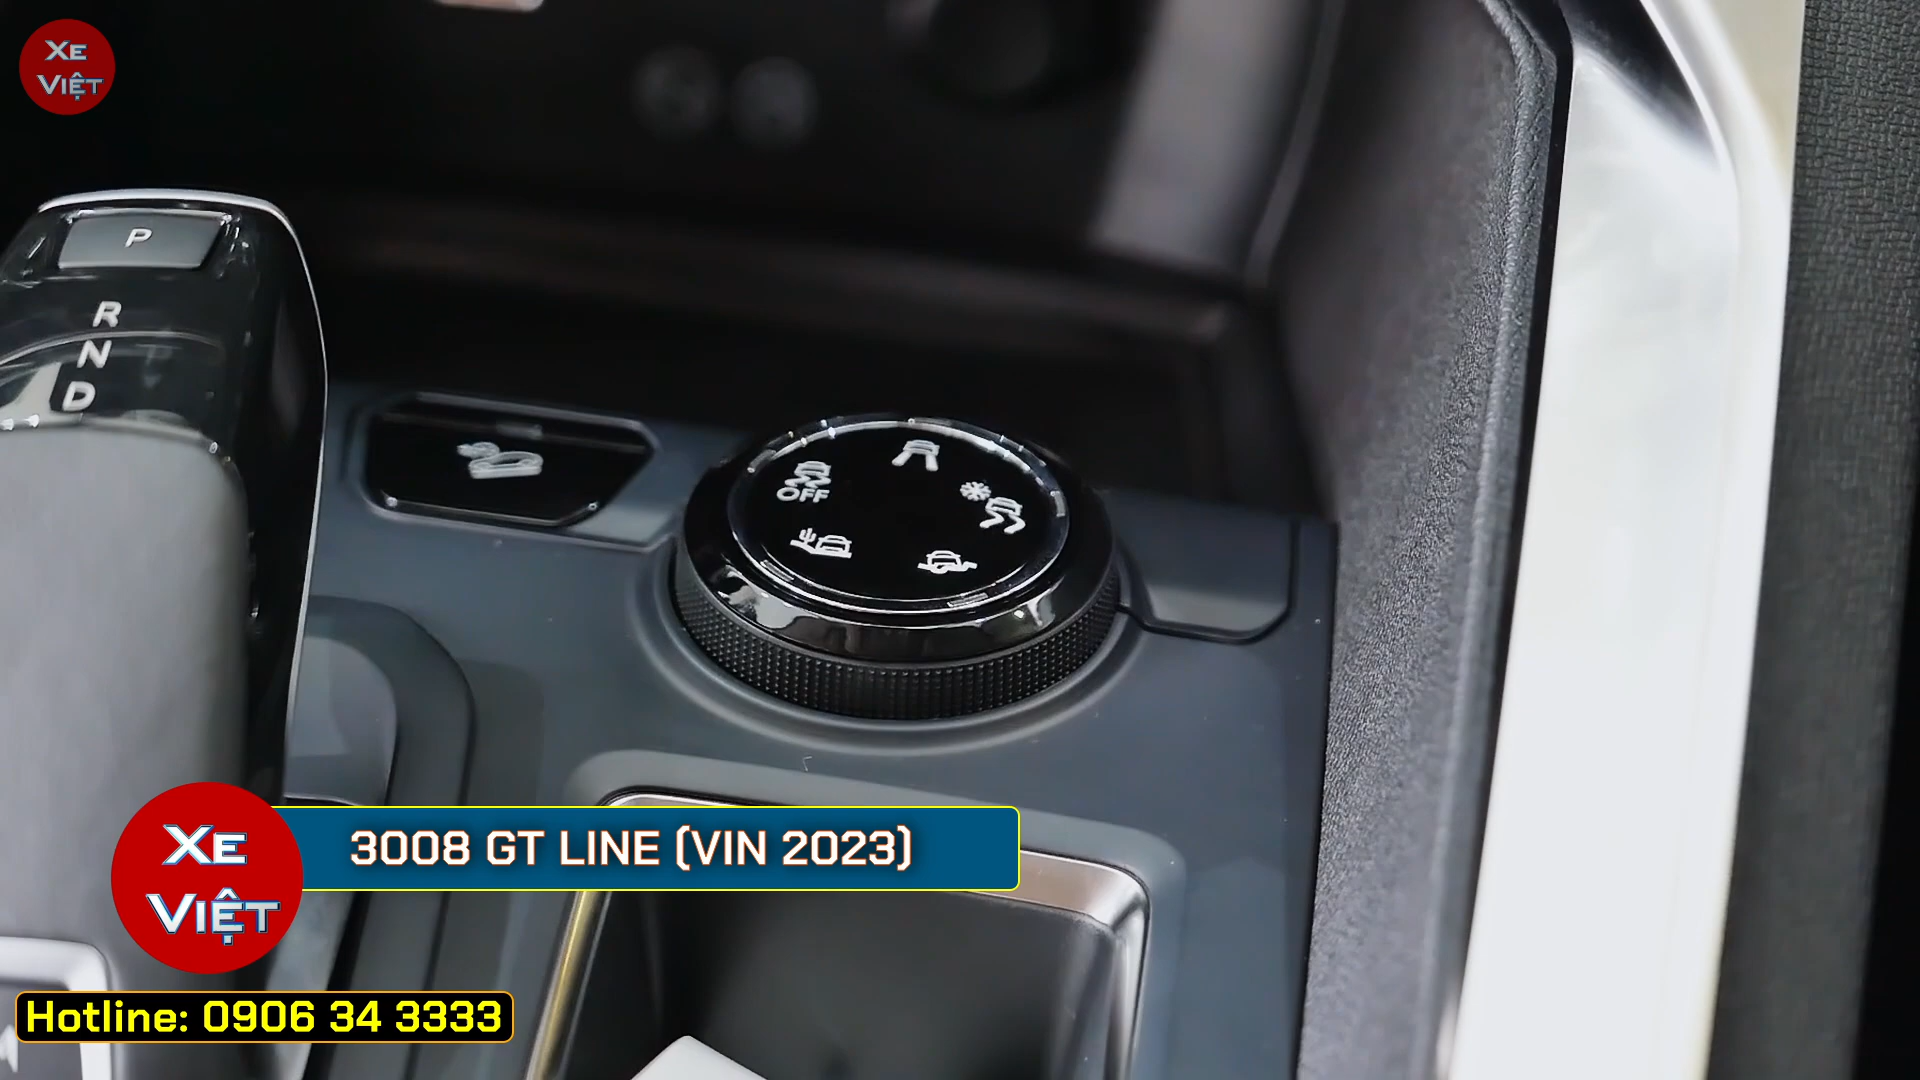 XE
VIỆT
P
R
N
D
OFF
XE
VIỆT
3008 GT LINE (VIN 2023)
Hotline: 0906 34 3333